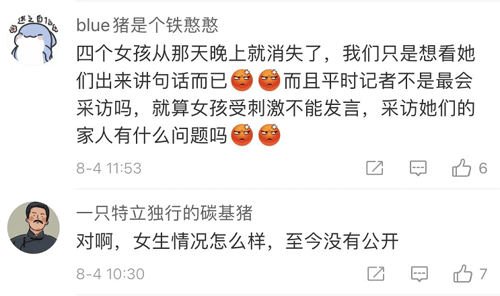 blue猪是个铁憨憨
四个女孩从那天晚上就消失了，我们只是想看她
们出来讲句话而已😡😡而且平时记者不是最会
采访吗，就算女孩受刺激不能发言，采访她们的
家人有什么问题吗😡😡
8-4 11:53
6
一只特立独行的碳基猪
对啊，女生情况怎么样，至今没有公开
8-4 10:30
7